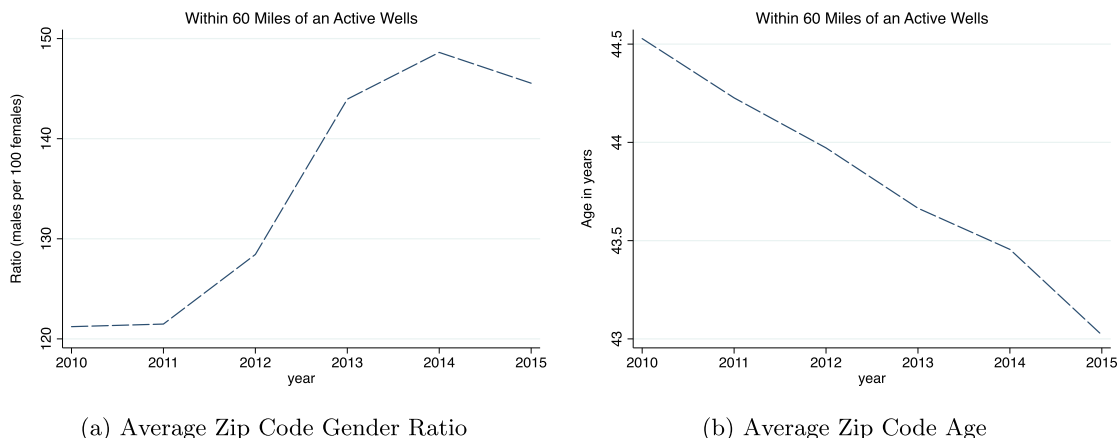 Within 60 Miles of an Active Wells
Ratio (males per 100 females)
150
140
130
120
2010 2011 2012 2013 2014 2015
year
(a) Average Zip Code Gender Ratio
Within 60 Miles of an Active Wells
Age in years
44.5
44
43.5
43
2010 2011 2012 2013 2014 2015
year
(b) Average Zip Code Age